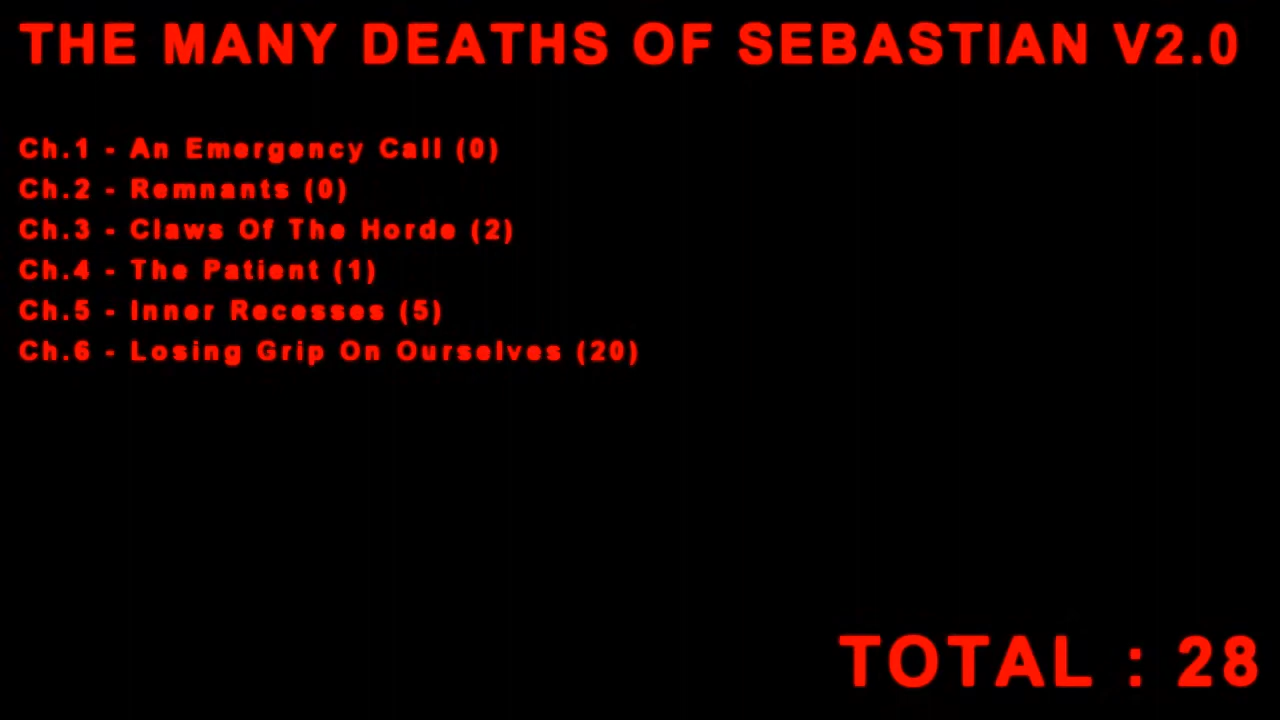 THE MANY DEATHS OF SEBASTIAN V2.0
Ch.1 - An Emergency Call (0)
Ch.2 - Remnants (0)
Ch.3 - Claws Of The Horde (2)
Ch.4 - The Patient (1)
Ch.5 - Inner Recesses (5)
Ch.6 - Losing Grip On Ourselves (20)
TOTAL : 28